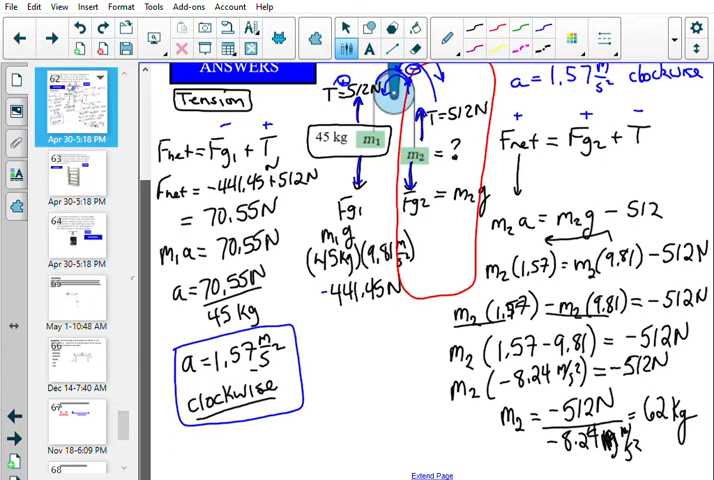 File
Edit
View
Insert
Format
Tools
Add-ons
Account
Help
62
Apr 30-5:18 PM
63
Apr 30-5:18 PM
64
Apr 30-5:18 PM
65
May 1-10:48 AM
66
Dec 14-7:40 AM
67
Nov 18-6:09 PM
68
ANSWERS
Tension
- +
Fnet = Fg1 + T
Fnet = -441.45 + 512N
= 70.55N
m1a = 70.55N
a = 70.55N
45 kg
a = 1.57 m/s²
clockwise
+
T = 512N
45 kg m1
Fg1
m1g
(45kg)(9.81 m/s²)
-441.45N
T = 512N
m2 = ?
Fg2 = m2g
a = 1.57 m/s² clockwise
+ + -
Fnet = Fg2 + T
m2a = m2g - 512
m2(1.57) = m2(9.81) - 512N
m2(1.57) - m2(9.81) = -512N
m2(1.57 - 9.81) = -512N
m2(-8.24 m/s²) = -512N
m2 = -512N = 62 kg
-8.24 m/s²
Extend Page